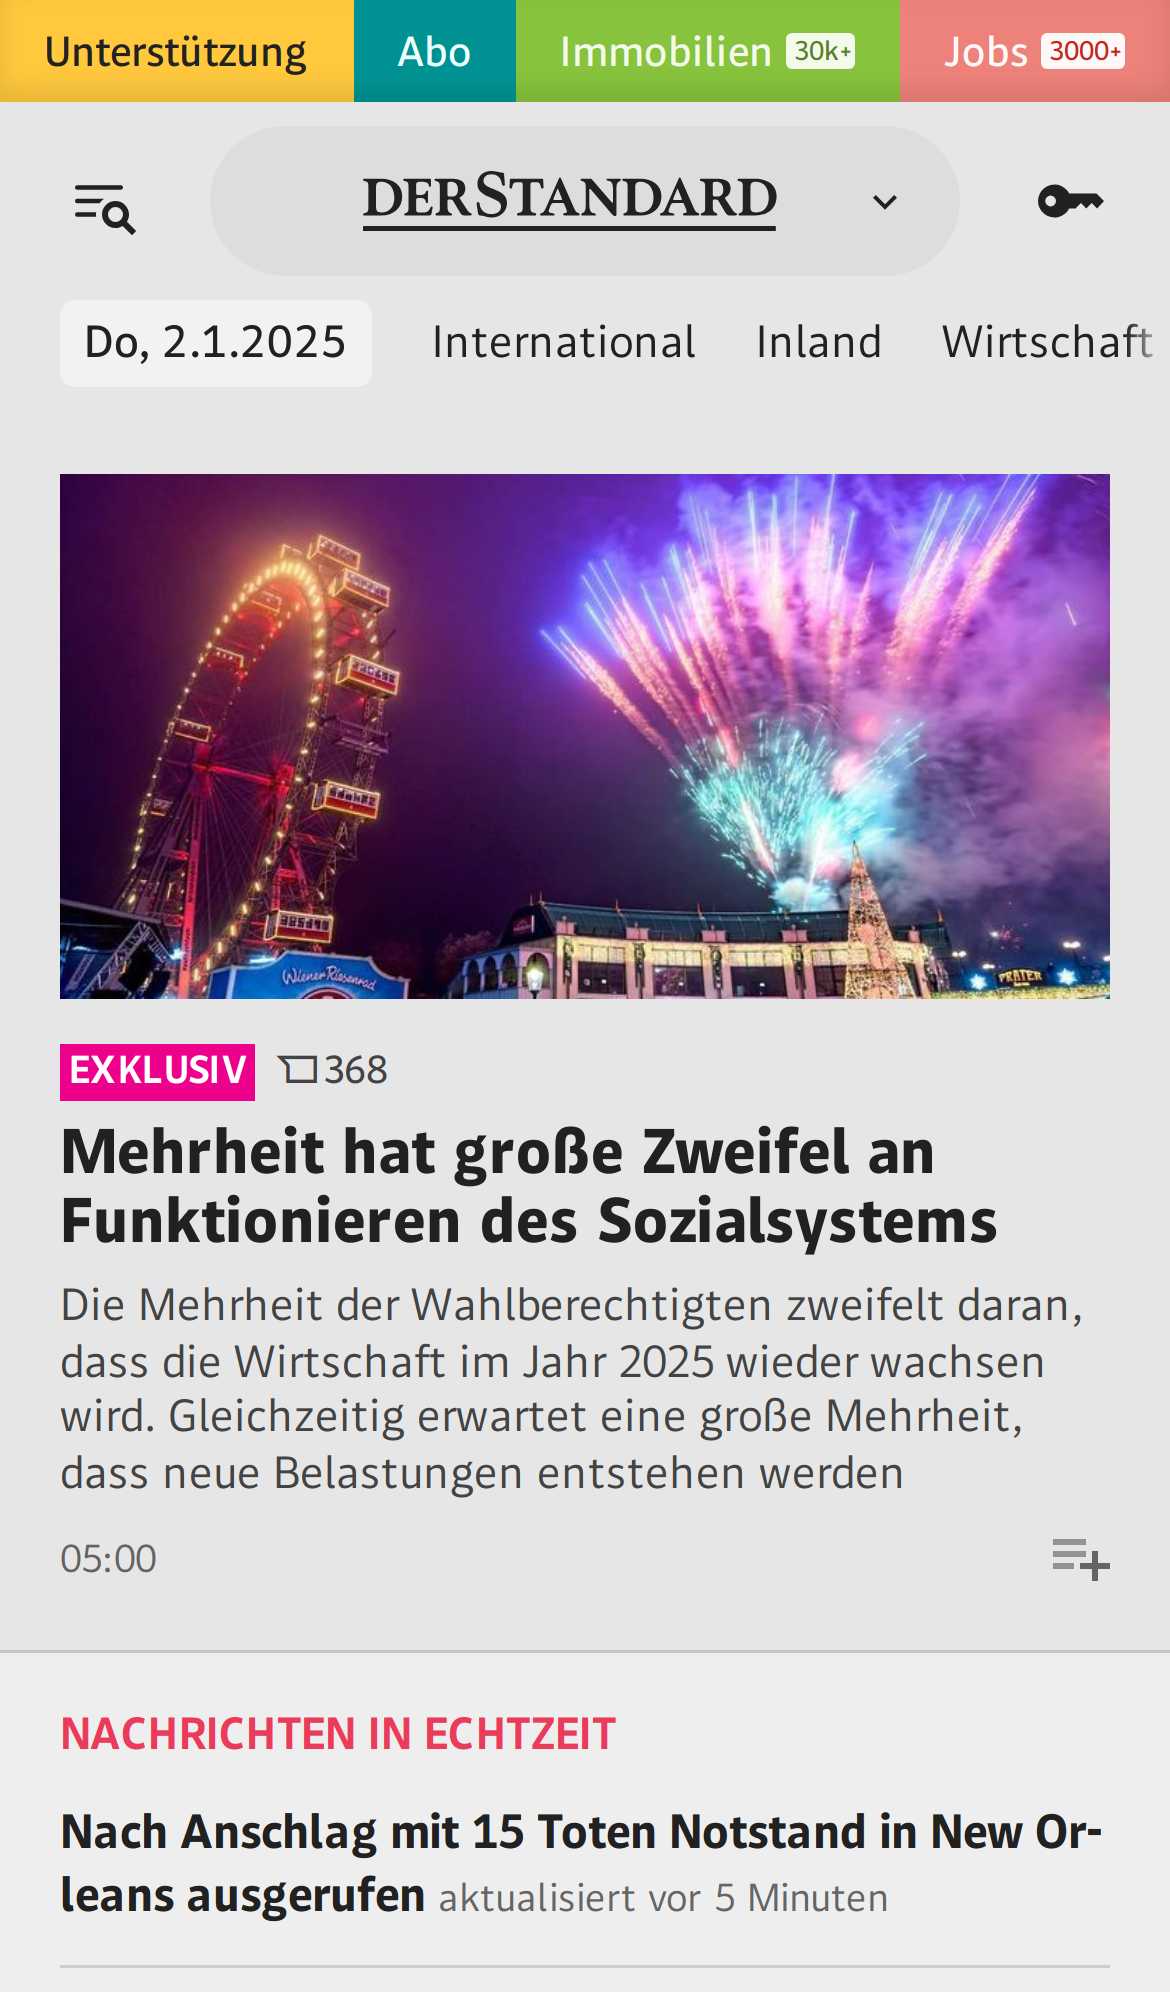 Unterstützung Abo Immobilien 30k+ Jobs 3000+
DERSTANDARD
Do, 2.1.2025 International Inland Wirtschaft
Wiener Riesenrad
PRATER
EXKLUSIV 368
Mehrheit hat große Zweifel an
Funktionieren des Sozialsystems
Die Mehrheit der Wahlberechtigten zweifelt daran,
dass die Wirtschaft im Jahr 2025 wieder wachsen
wird. Gleichzeitig erwartet eine große Mehrheit,
dass neue Belastungen entstehen werden
05:00
NACHRICHTEN IN ECHTZEIT
Nach Anschlag mit 15 Toten Notstand in New Or-
leans ausgerufen aktualisiert vor 5 Minuten